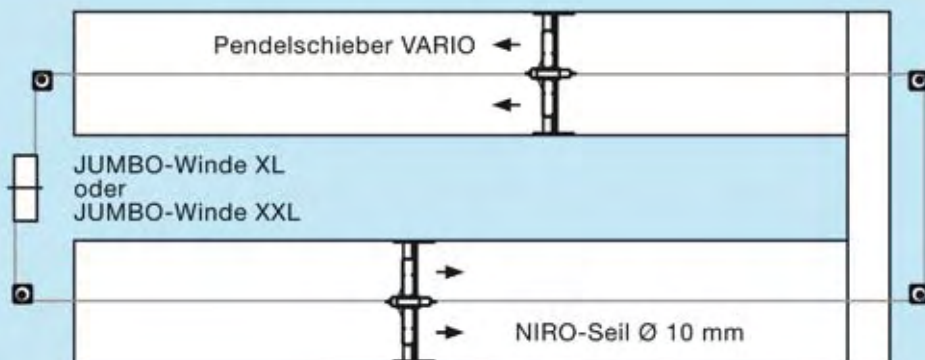 Pendelschieber VARIO
JUMBO-Winde XL
oder
JUMBO-Winde XXL
NIRO-Seil Ø 10 mm